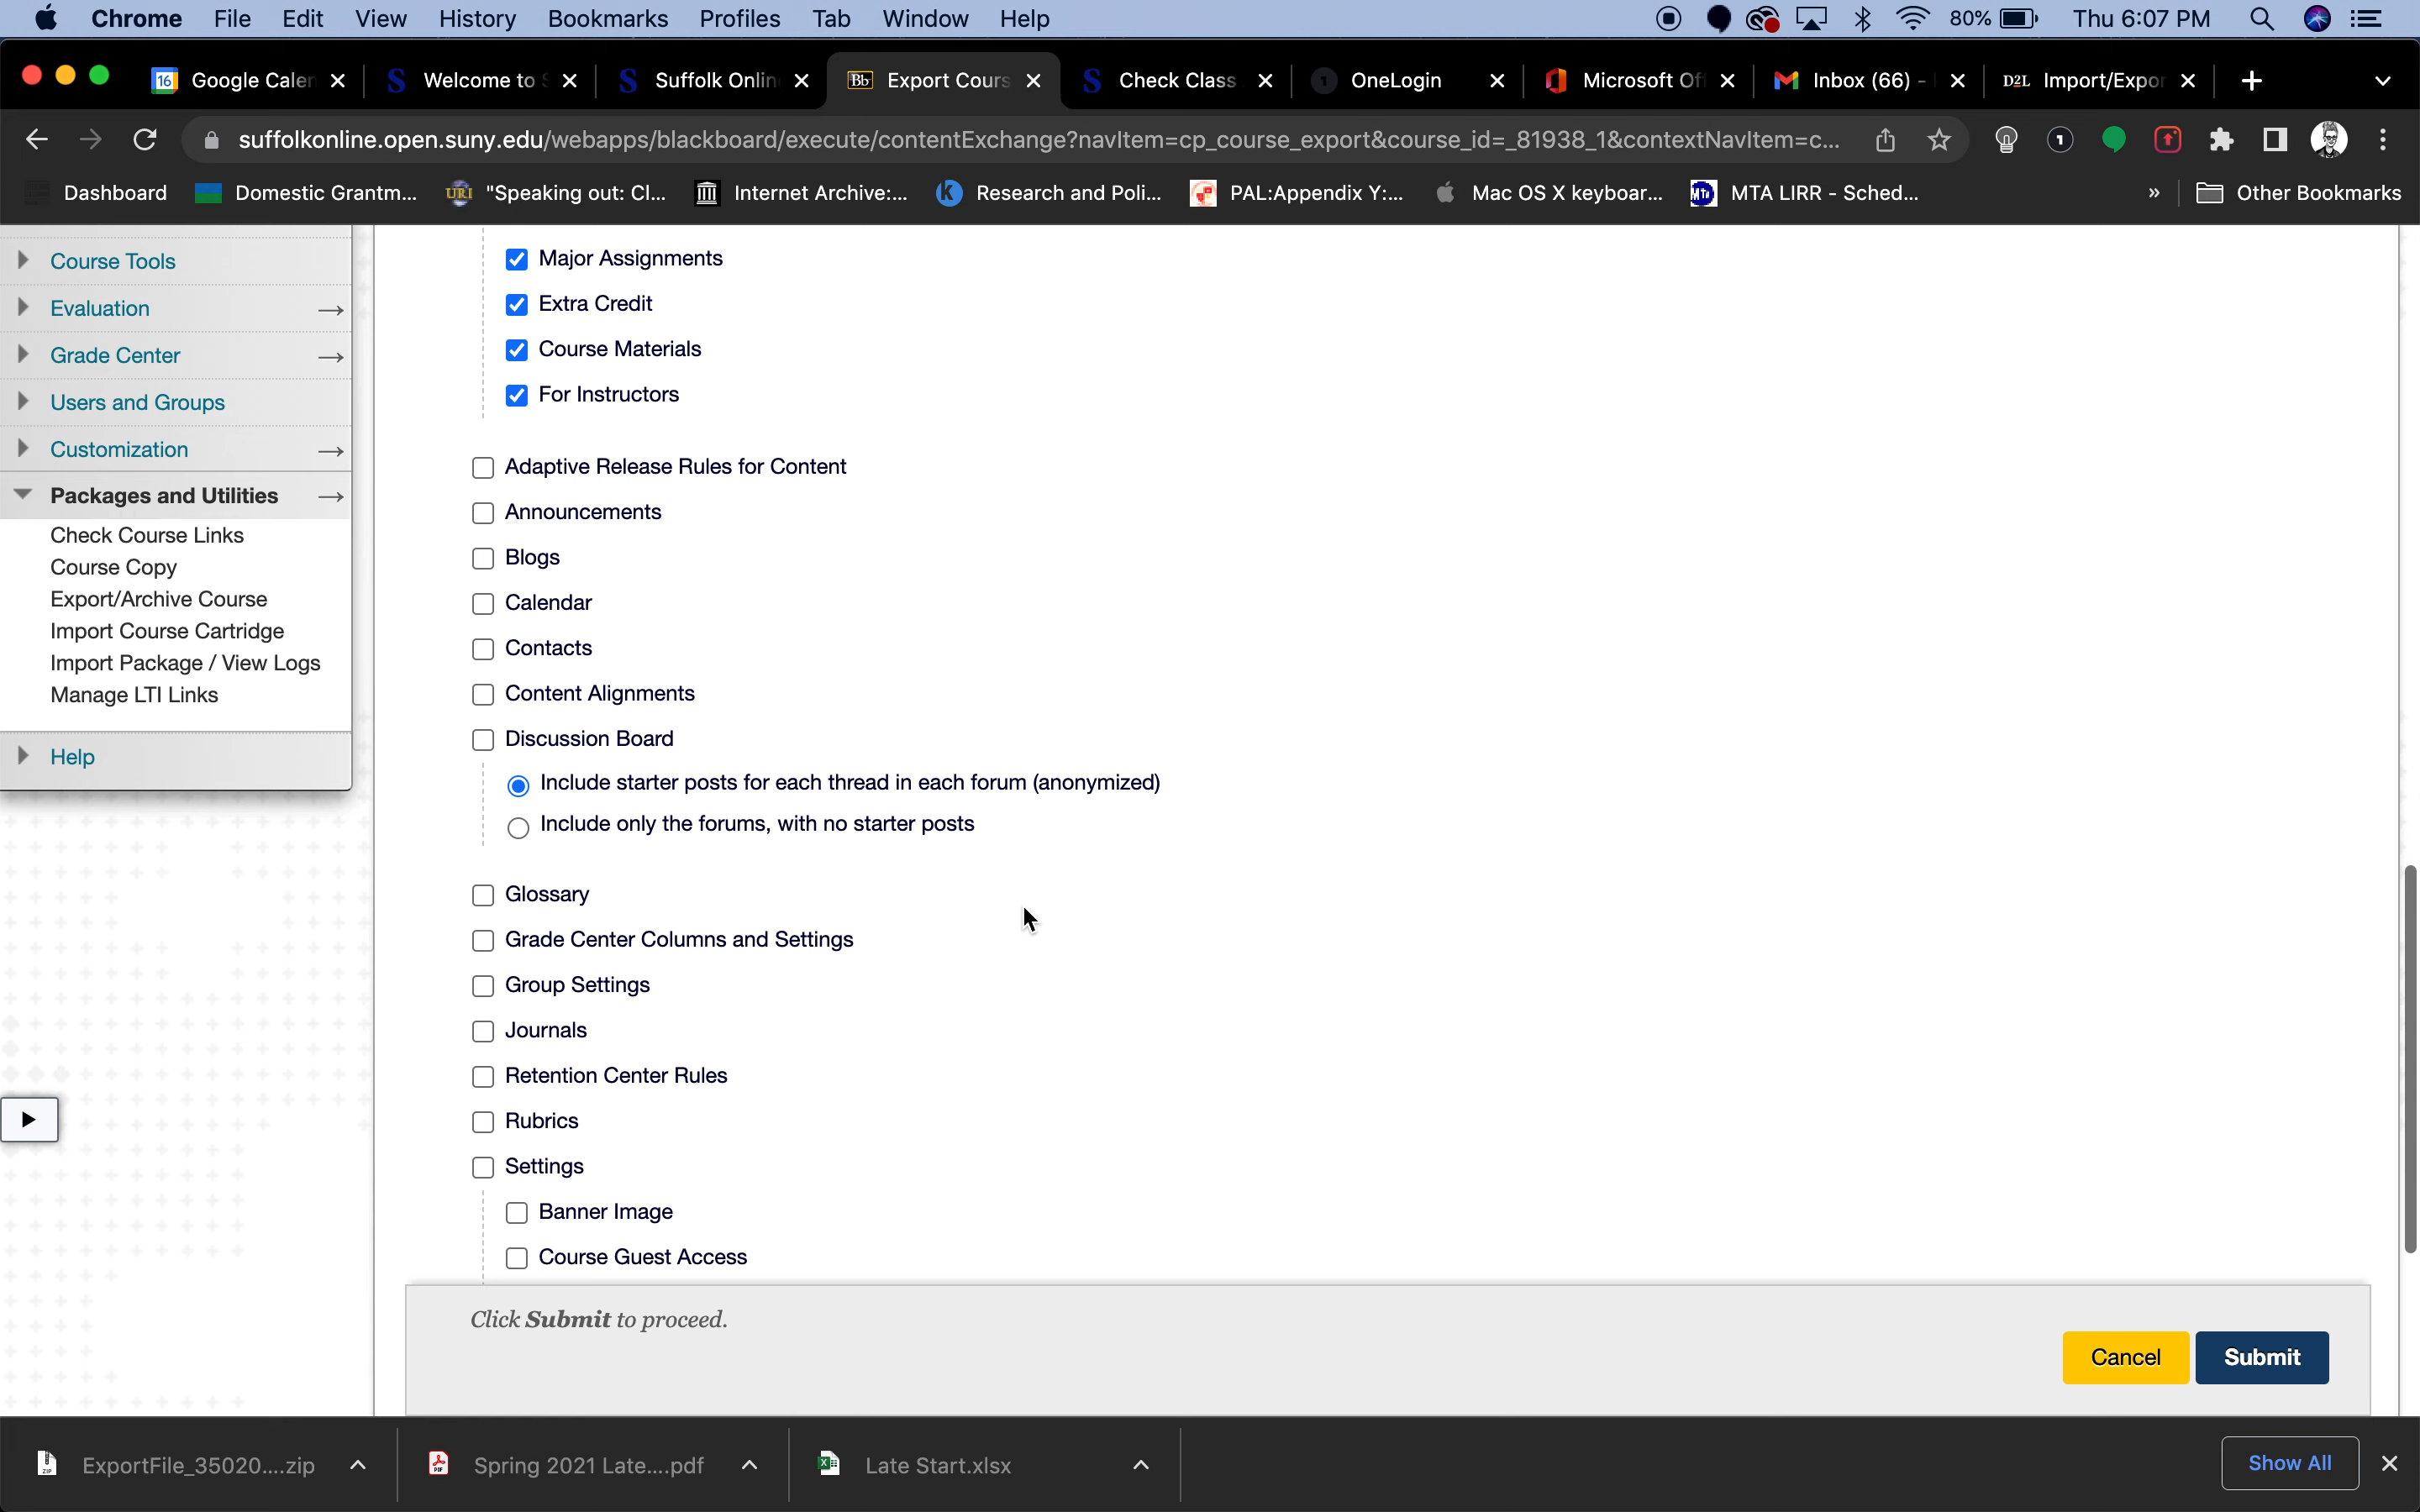 Chrome File Edit View History Bookmarks Profiles Tab Window Help 80% Thu 6:07 PM
16 Google Calen Welcome to S Suffolk Onlin Bb Export Cours Check Class OneLogin Microsoft Of Inbox (66) - D2L Import/Expor
suffolkonline.open.suny.edu/webapps/blackboard/execute/contentExchange?navItem=cp_course_export&course_id=_81938_1&contextNavItem=c...
Dashboard Domestic Grantm... URI "Speaking out: Cl... Internet Archive:... K Research and Poli... PAL:Appendix Y:... Mac OS X keyboar... MTA LIRR - Sched... » Other Bookmarks
Course Tools
Evaluation
Grade Center
Users and Groups
Customization
Packages and Utilities
Check Course Links
Course Copy
Export/Archive Course
Import Course Cartridge
Import Package / View Logs
Manage LTI Links
Help
Major Assignments
Extra Credit
Course Materials
For Instructors
Adaptive Release Rules for Content
Announcements
Blogs
Calendar
Contacts
Content Alignments
Discussion Board
Include starter posts for each thread in each forum (anonymized)
Include only the forums, with no starter posts
Glossary
Grade Center Columns and Settings
Group Settings
Journals
Retention Center Rules
Rubrics
Settings
Banner Image
Course Guest Access
Click Submit to proceed.
Cancel Submit
ExportFile_35020....zip Spring 2021 Late....pdf Late Start.xlsx Show All